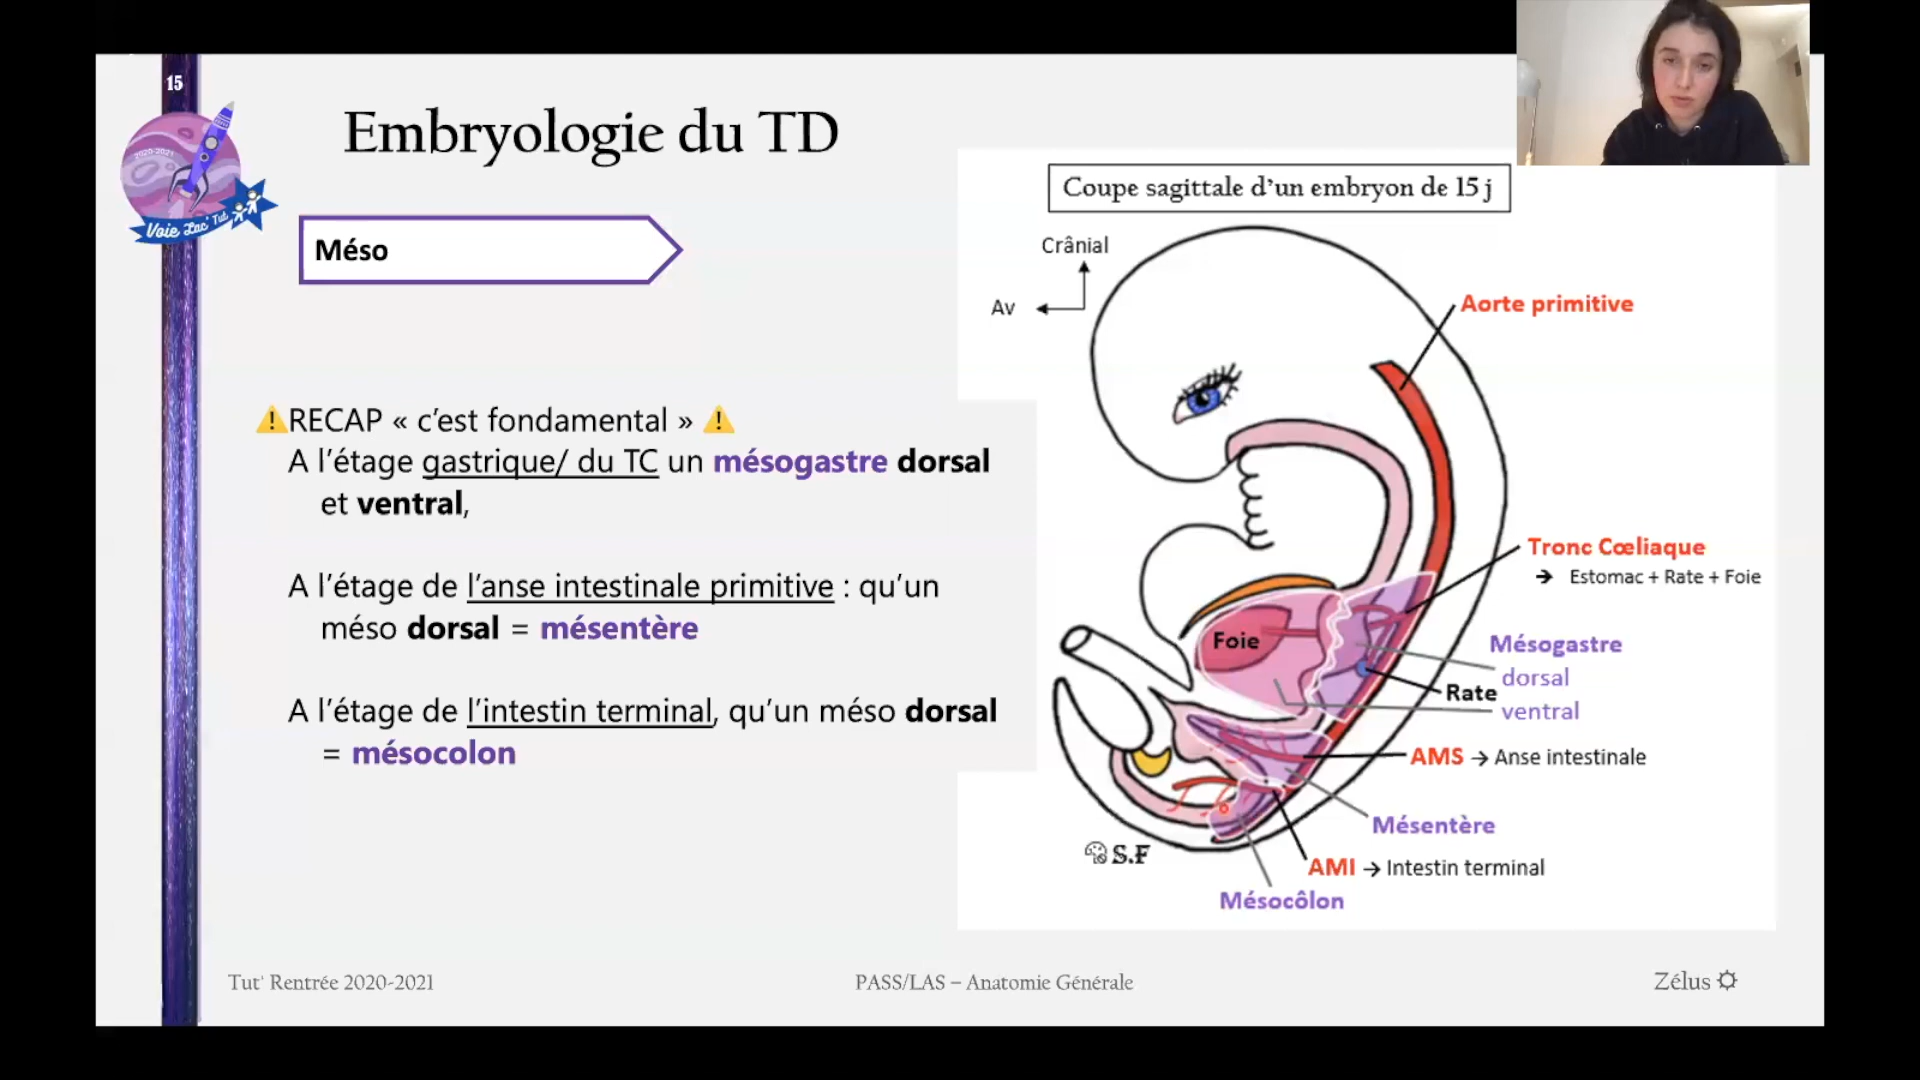 15
2020-2021
Voie Lac' Tut
Embryologie du TD
Méso
RECAP « c’est fondamental »
A l’étage gastrique/ du TC un mésogastre dorsal
et ventral,
A l’étage de l’anse intestinale primitive : qu’un
méso dorsal = mésentère
A l’étage de l’intestin terminal, qu’un méso dorsal
= mésocolon
Coupe sagittale d’un embryon de 15 j
Crânial
Av
Aorte primitive
Tronc Cœliaque
→ Estomac + Rate + Foie
Foie
Mésogastre
dorsal
Rate
ventral
AMS → Anse intestinale
Mésentère
S.F
AMI → Intestin terminal
Mésocôlon
Tut‘ Rentrée 2020-2021
PASS/LAS – Anatomie Générale
Zélus